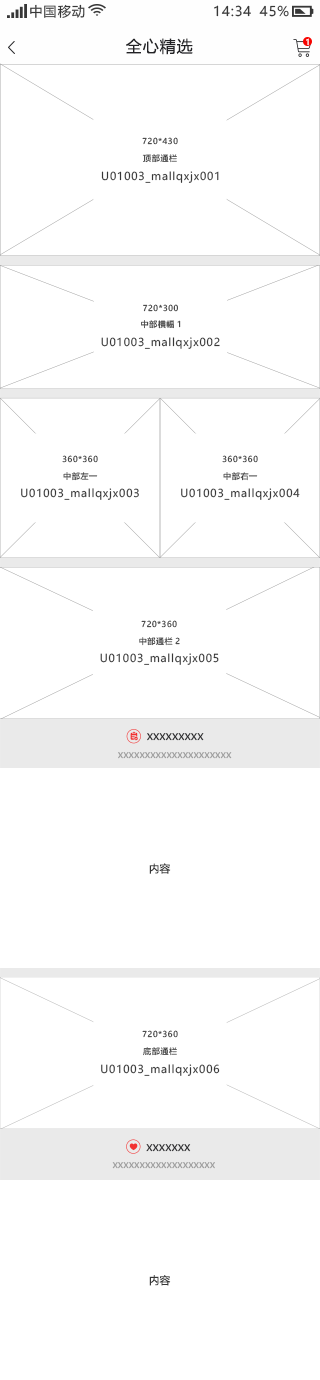 中国移动 14:34 45%
全心精选
1
720*430
顶部通栏
U01003_mallqxjx001
720*300
中部横幅 1
U01003_mallqxjx002
360*360
中部左一
U01003_mallqxjx003
360*360
中部右一
U01003_mallqxjx004
720*360
中部通栏 2
U01003_mallqxjx005
xxxxxxxxx
xxxxxxxxxxxxxxxxxxxxx
内容
720*360
底部通栏
U01003_mallqxjx006
xxxxxxx
xxxxxxxxxxxxxxxxxxx
内容